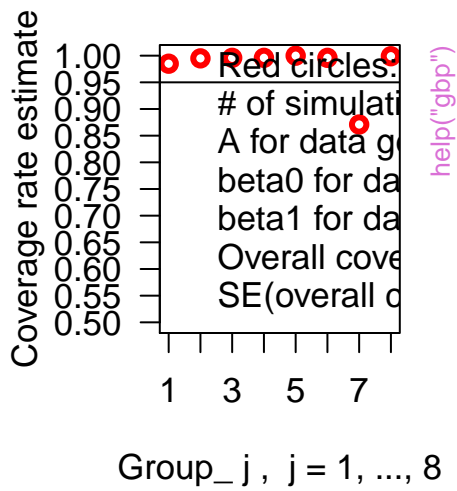 Coverage rate estimate
1.00
0.95
0.90
0.85
0.80
0.75
0.70
0.65
0.60
0.55
0.50
Red circles:
# of simulati
A for data ge
beta0 for da
beta1 for da
Overall cove
SE(overall c
1 3 5 7
Group_ j , j = 1, ..., 8
help("gbp")